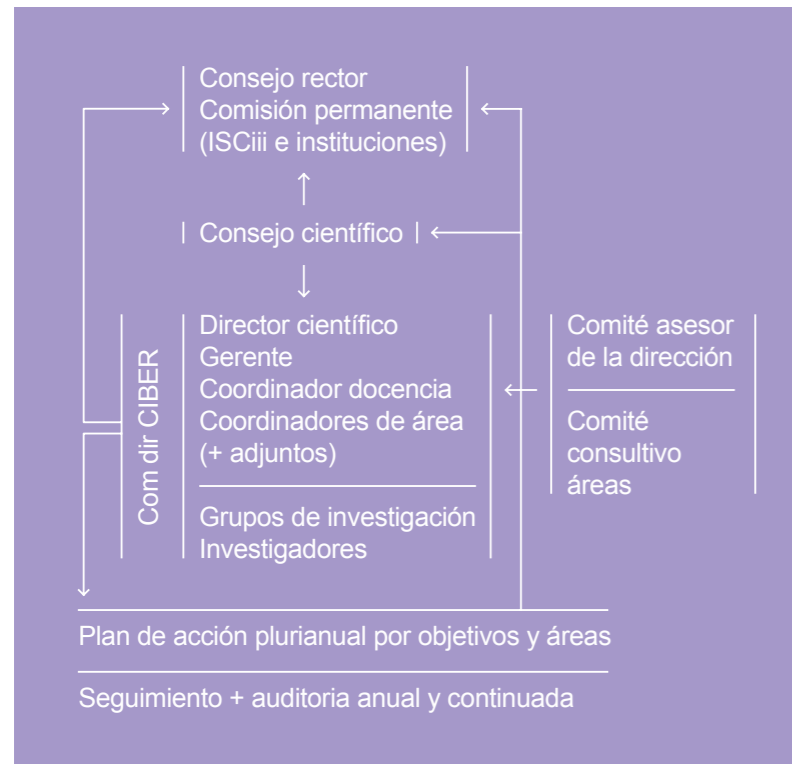 Consejo rector
Comisión permanente
(ISCiii e instituciones)
Consejo científico
Com dir CIBER
Director científico
Gerente
Coordinador docencia
Coordinadores de área
(+ adjuntos)
Grupos de investigación
Investigadores
Comité asesor
de la dirección
Comité
consultivo
áreas
Plan de acción plurianual por objetivos y áreas
Seguimiento + auditoria anual y continuada